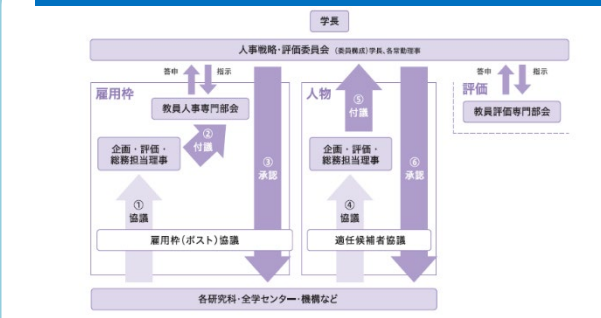 学長
人事戦略・評価委員会 (委員構成)学長、各常勤理事
答申
指示
答申
指示
雇用枠
教員人事専門部会
②
付議
企画・評価・
総務担当理事
①
協議
③
承認
雇用枠(ポスト)協議
人物
⑤
付議
企画・評価・
総務担当理事
④
協議
⑥
承認
適任候補者協議
評価
教員評価専門部会
各研究科・全学センター・機構など